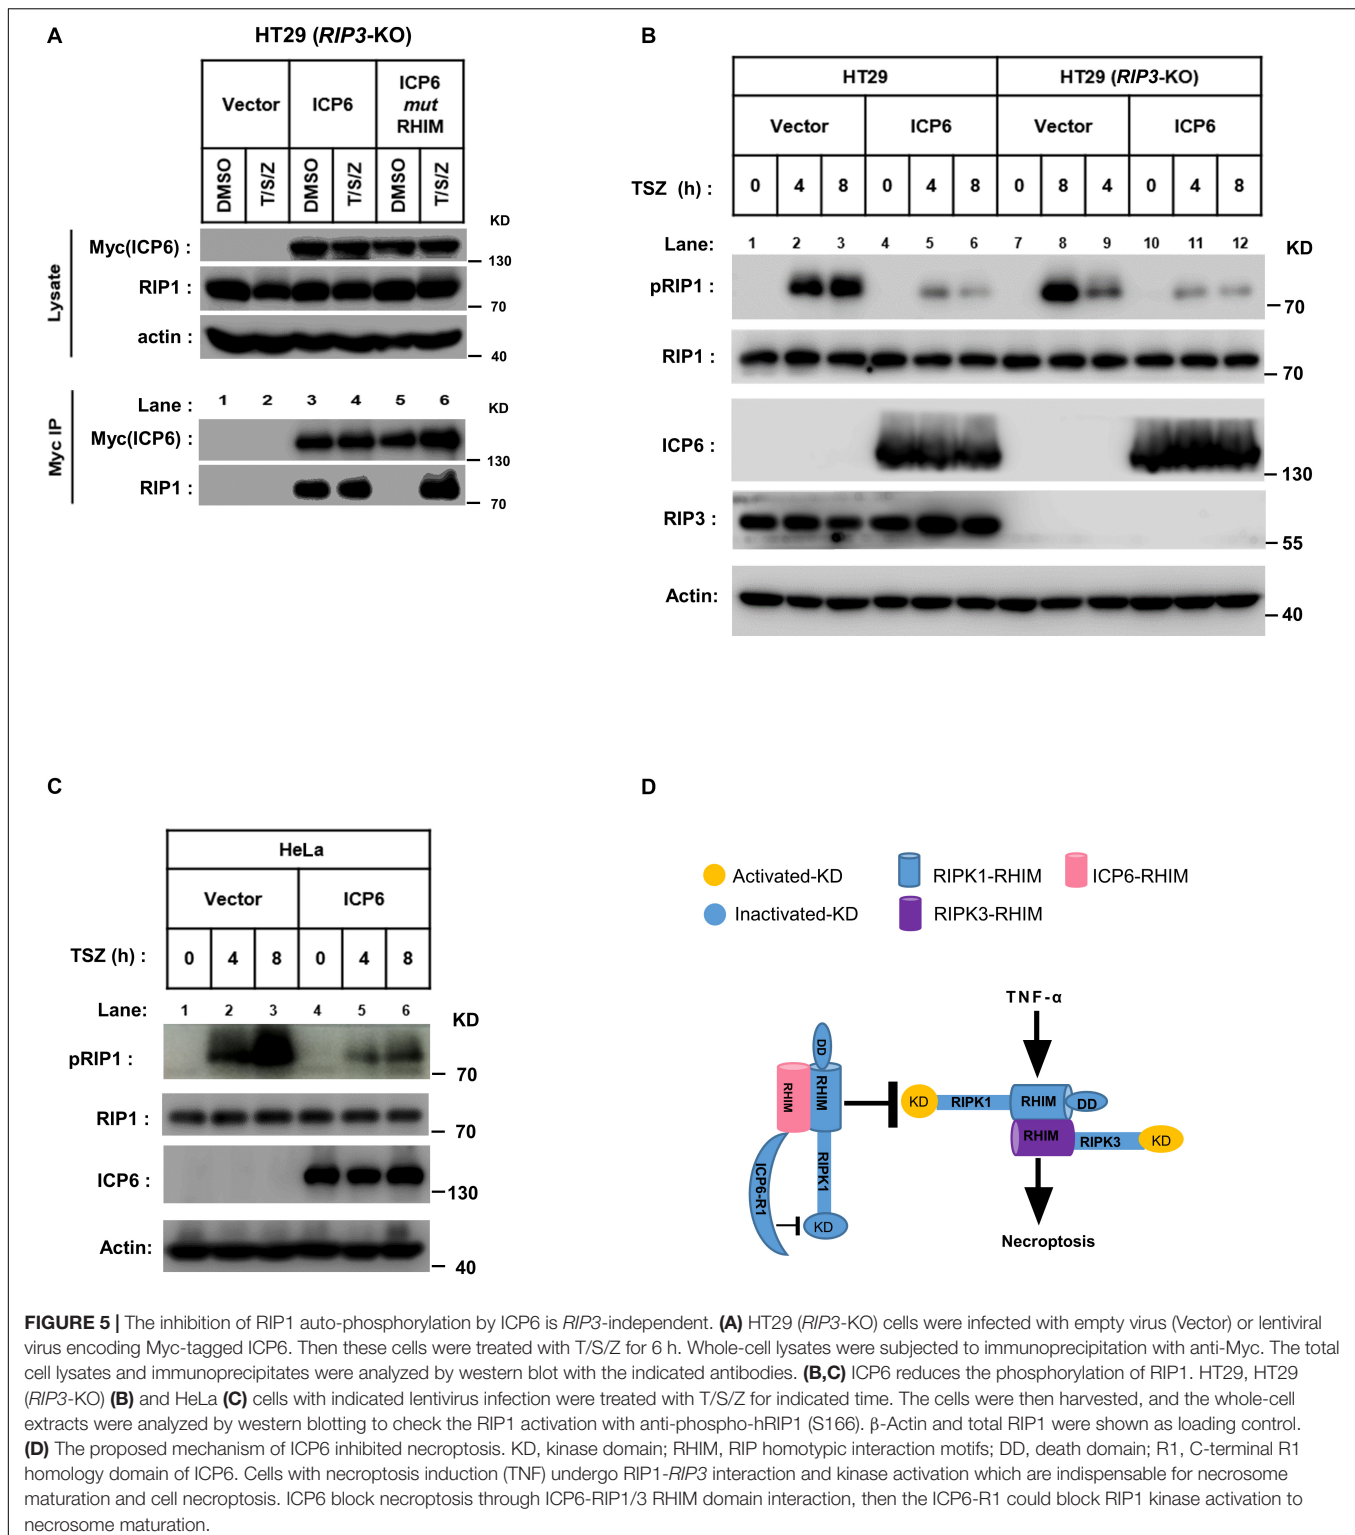 A
HT29 (RIP3-KO)
Vector
ICP6
ICP6
mut
RHIM
DMSO
T/S/Z
DMSO
T/S/Z
DMSO
T/S/Z
KD
Lysate
Myc(ICP6) :
130
RIP1 :
70
actin :
40
Lane : 1 2 3 4 5 6 KD
Myc IP
Myc(ICP6) :
130
RIP1 :
70
B
HT29 HT29 (RIP3-KO)
Vector ICP6 Vector ICP6
TSZ (h) : 0 4 8 0 4 8 0 8 4 0 4 8
Lane: 1 2 3 4 5 6 7 8 9 10 11 12 KD
pRIP1 :
70
RIP1 :
70
ICP6 :
130
RIP3 :
55
Actin:
40
C
HeLa
Vector ICP6
TSZ (h) : 0 4 8 0 4 8
Lane: 1 2 3 4 5 6 KD
pRIP1 :
70
RIP1 :
70
ICP6 :
130
Actin:
40
D
Activated-KD
RIPK1-RHIM
ICP6-RHIM
Inactivated-KD
RIPK3-RHIM
TNF-α
DD
RHIM
RHIM
KD
RIPK1
RHIM
DD
RHIM
RIPK3
KD
ICP6-R1
RIPK1
KD
Necroptosis
FIGURE 5 | The inhibition of RIP1 auto-phosphorylation by ICP6 is RIP3-independent. (A) HT29 (RIP3-KO) cells were infected with empty virus (Vector) or lentiviral
virus encoding Myc-tagged ICP6. Then these cells were treated with T/S/Z for 6 h. Whole-cell lysates were subjected to immunoprecipitation with anti-Myc. The total
cell lysates and immunoprecipitates were analyzed by western blot with the indicated antibodies. (B,C) ICP6 reduces the phosphorylation of RIP1. HT29, HT29
(RIP3-KO) (B) and HeLa (C) cells with indicated lentivirus infection were treated with T/S/Z for indicated time. The cells were then harvested, and the whole-cell
extracts were analyzed by western blotting to check the RIP1 activation with anti-phospho-hRIP1 (S166). β-Actin and total RIP1 were shown as loading control.
(D) The proposed mechanism of ICP6 inhibited necroptosis. KD, kinase domain; RHIM, RIP homotypic interaction motifs; DD, death domain; R1, C-terminal R1
homology domain of ICP6. Cells with necroptosis induction (TNF) undergo RIP1-RIP3 interaction and kinase activation which are indispensable for necrosome
maturation and cell necroptosis. ICP6 block necroptosis through ICP6-RIP1/3 RHIM domain interaction, then the ICP6-R1 could block RIP1 kinase activation to
necrosome maturation.